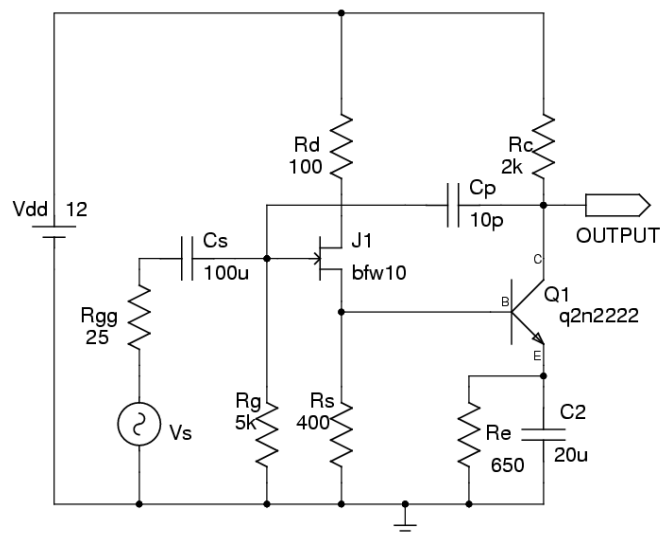 Rd
100
Rc
2k
Cp
10p
Vdd 12
OUTPUT
Cs
100u
J1
bfw10
C
B
Q1
q2n2222
E
Rgg
25
Rg
5k
Rs
400
C2
20u
Re
650
Vs